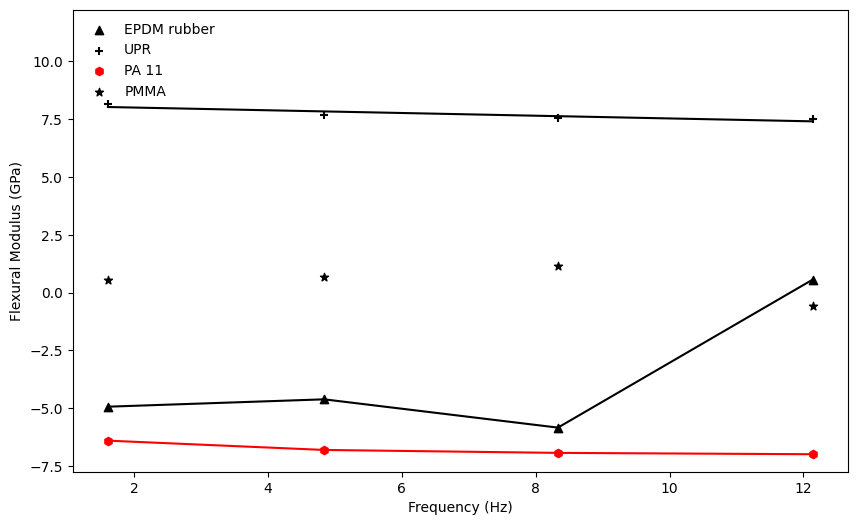 EPDM rubber
UPR
PA 11
PMMA
10.0
7.5
5.0
2.5
0.0
−2.5
−5.0
−7.5
Flexural Modulus (GPa)
2 4 6 8 10 12
Frequency (Hz)